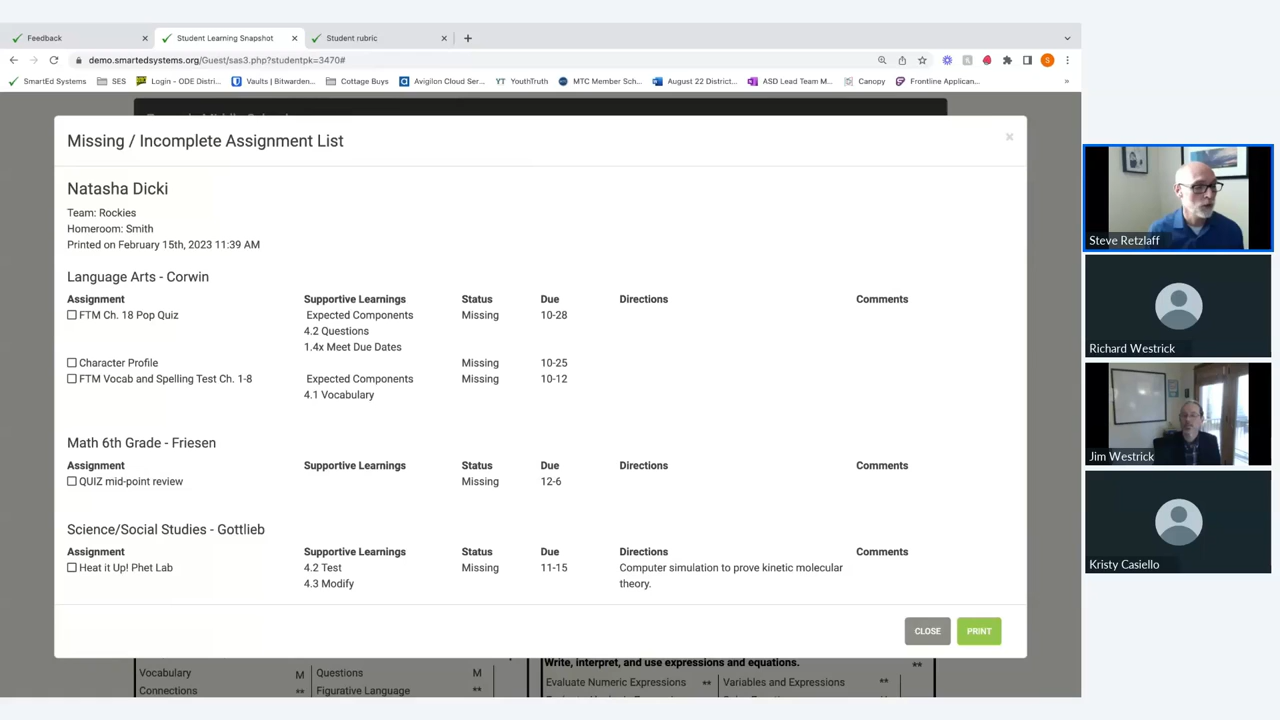 Feedback
Student Learning Snapshot
Student rubric
demo.smartedsystems.org/Guest/sas3.php?studentpk=3470#
SmartEd Systems
SES
Login - ODE Distri...
Vaults | Bitwarden...
Cottage Buys
Avigilon Cloud Ser...
YT YouthTruth
MTC Member Sch...
August 22 District...
ASD Lead Team M...
Canopy
Frontline Applican...
»
Missing / Incomplete Assignment List
×
Natasha Dicki
Team: Rockies
Homeroom: Smith
Printed on February 15th, 2023 11:39 AM
Language Arts - Corwin
Assignment Supportive Learnings Status Due Directions Comments
FTM Ch. 18 Pop Quiz Expected Components Missing 10-28
4.2 Questions
1.4x Meet Due Dates
Character Profile Missing 10-25
FTM Vocab and Spelling Test Ch. 1-8 Expected Components Missing 10-12
4.1 Vocabulary
Math 6th Grade - Friesen
Assignment Supportive Learnings Status Due Directions Comments
QUIZ mid-point review Missing 12-6
Science/Social Studies - Gottlieb
Assignment Supportive Learnings Status Due Directions Comments
Heat it Up! Phet Lab 4.2 Test Missing 11-15 Computer simulation to prove kinetic molecular
4.3 Modify theory.
CLOSE PRINT
Write, interpret, and use expressions and equations. **
Vocabulary M Questions M Evaluate Numeric Expressions ** Variables and Expressions **
Connections ** Figurative Language **
Steve Retzlaff
Richard Westrick
Jim Westrick
Kristy Casiello